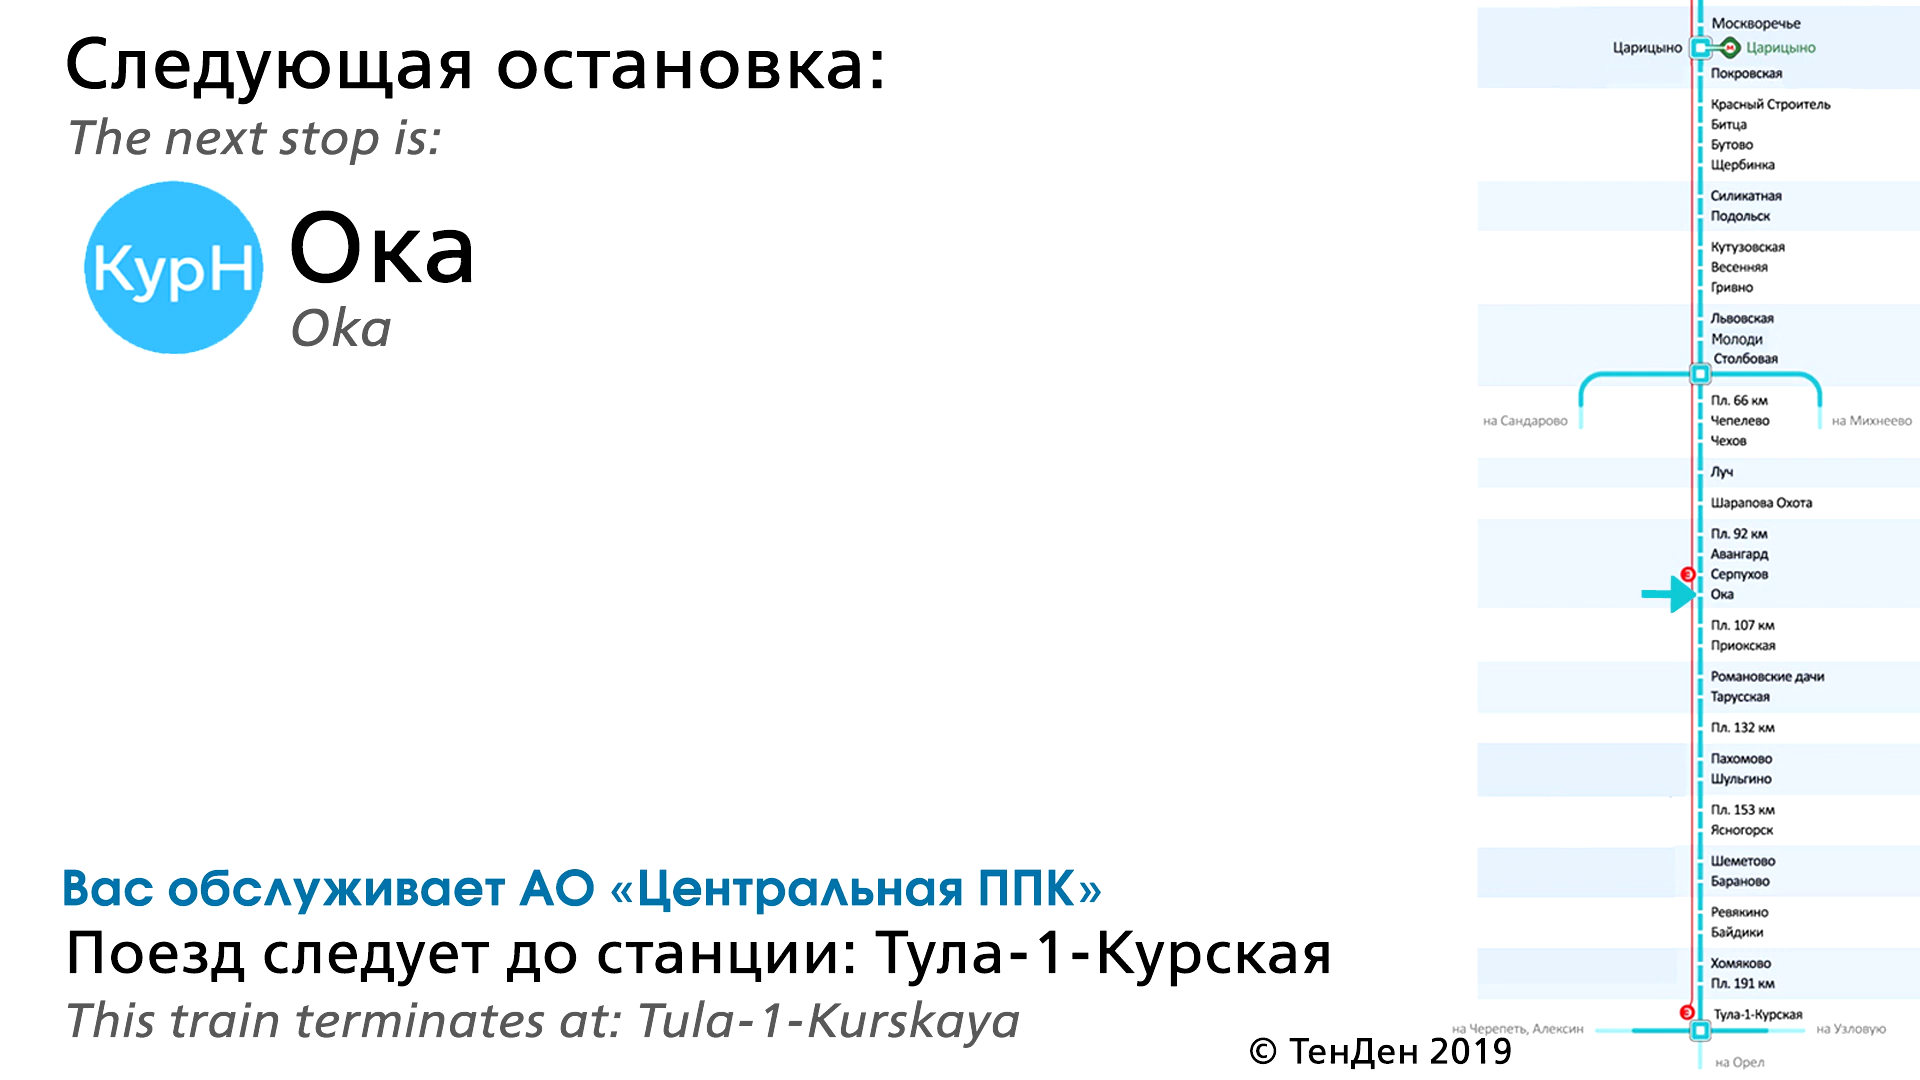 Следующая остановка:
The next stop is:
КурН
Ока
Oka
Вас обслуживает АО «Центральная ППК»
Поезд следует до станции: Тула-1-Курская
This train terminates at: Tula-1-Kurskaya
© ТенДен 2019
Москворечье
Царицыно М Царицыно
Покровская
Красный Строитель
Битца
Бутово
Щербинка
Силикатная
Подольск
Кутузовская
Весенняя
Гривно
Львовская
Молоди
Столбовая
Пл. 66 км
на Сандарово Чепелево на Михнеево
Чехов
Луч
Шарапова Охота
Пл. 92 км
Авангард
Э Серпухов
Ока
Пл. 107 км
Приокская
Романовские дачи
Тарусская
Пл. 132 км
Пахомово
Шульгино
Пл. 153 км
Ясногорск
Шеметово
Бараново
Ревякино
Байдики
Хомяково
Пл. 191 км
Э Тула-1-Курская
на Черепеть, Алексин на Узловую
на Орел